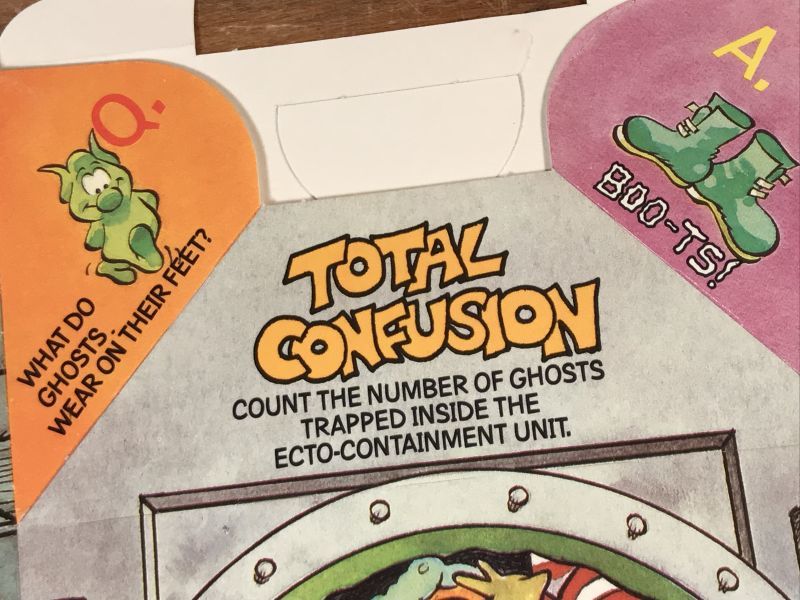 Q.
WHAT DO
GHOSTS
WEAR ON THEIR FEET?
A.
BOO-TS!
TOTAL
CONFUSION
COUNT THE NUMBER OF GHOSTS
TRAPPED INSIDE THE
ECTO-CONTAINMENT UNIT.